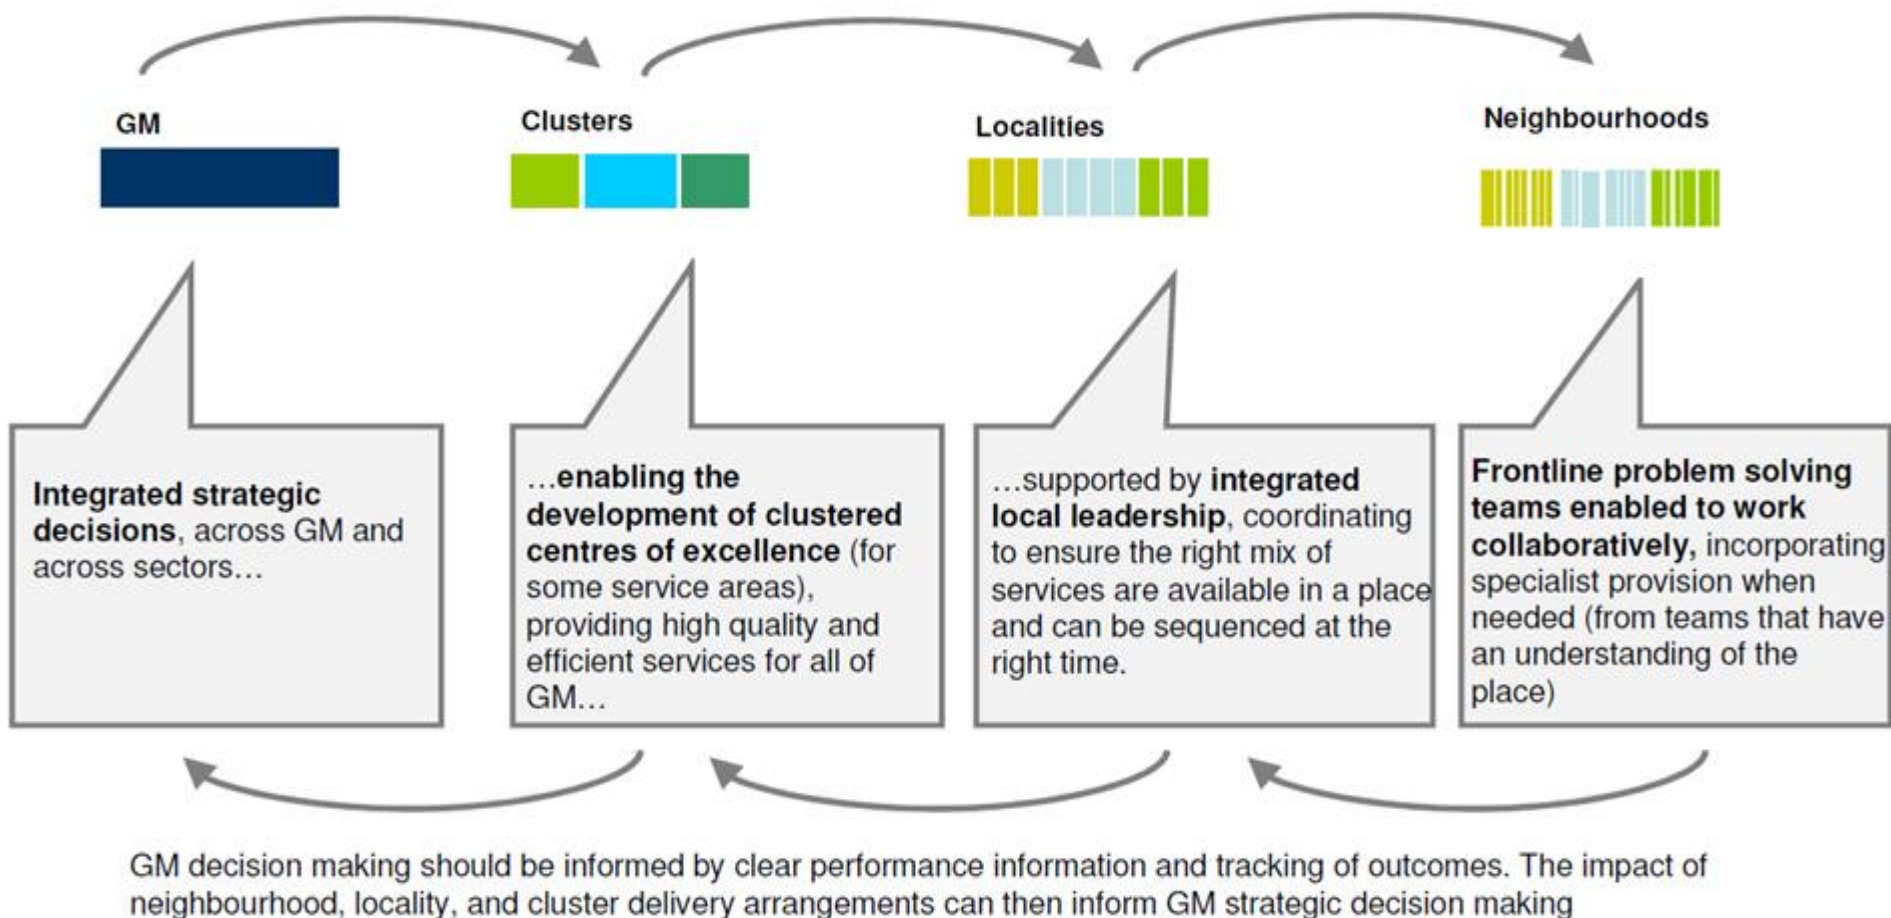 GM
Clusters
Localities
Neighbourhoods
Integrated strategic
decisions, across GM and
across sectors…
…enabling the
development of clustered
centres of excellence (for
some service areas),
providing high quality and
efficient services for all of
GM…
…supported by integrated
local leadership, coordinating
to ensure the right mix of
services are available in a place
and can be sequenced at the
right time.
Frontline problem solving
teams enabled to work
collaboratively, incorporating
specialist provision when
needed (from teams that have
an understanding of the
place)
GM decision making should be informed by clear performance information and tracking of outcomes. The impact of
neighbourhood, locality, and cluster delivery arrangements can then inform GM strategic decision making